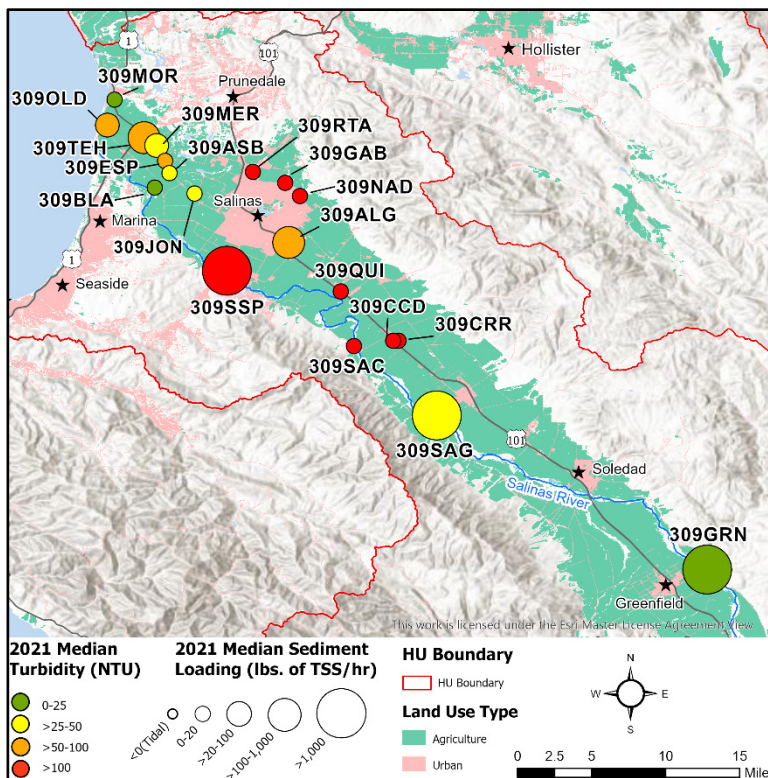 1
101
Hollister
309MOR
Prunedale
309OLD
309MER
309RTA
309TEH
309ASB
309GAB
309ESP
309NAD
309BLA
Salinas
309ALG
Marina
309JON
1
309QUI
Seaside
309SSP
309CCD
309CRR
309SAC
101
309SAG
Soledad
Salinas River
309GRN
Greenfield
This work is licensed under the Esri Master License Agreement View
2021 Median
Turbidity (NTU)
0-25
>25-50
>50-100
>100
2021 Median Sediment
Loading (lbs. of TSS/hr)
<0(Tidal)
0-20
>20-100
>100-1,000
>1,000
HU Boundary
HU Boundary
Land Use Type
Agriculture
Urban
N
W
E
S
0 2.5 5 10 15
Mile